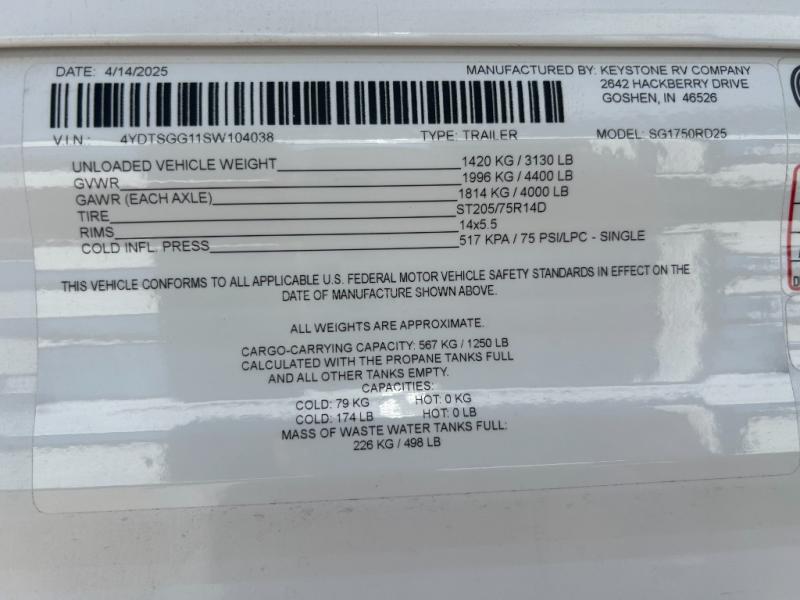 DATE: 4/14/2025
MANUFACTURED BY: KEYSTONE RV COMPANY
2642 HACKBERRY DRIVE
GOSHEN, IN 46526
V.I.N.: 4YDTSGG11SW104038 TYPE: TRAILER MODEL: SG1750RD25
UNLOADED VEHICLE WEIGHT 1420 KG / 3130 LB
GVWR 1996 KG / 4400 LB
GAWR (EACH AXLE) 1814 KG / 4000 LB
TIRE ST205/75R14D
RIMS 14x5.5
COLD INFL. PRESS 517 KPA / 75 PSI/LPC - SINGLE
THIS VEHICLE CONFORMS TO ALL APPLICABLE U.S. FEDERAL MOTOR VEHICLE SAFETY STANDARDS IN EFFECT ON THE
DATE OF MANUFACTURE SHOWN ABOVE.
ALL WEIGHTS ARE APPROXIMATE.
CARGO-CARRYING CAPACITY: 567 KG / 1250 LB
CALCULATED WITH THE PROPANE TANKS FULL
AND ALL OTHER TANKS EMPTY.
CAPACITIES:
COLD: 79 KG HOT: 0 KG
COLD: 174 LB HOT: 0 LB
MASS OF WASTE WATER TANKS FULL:
226 KG / 498 LB